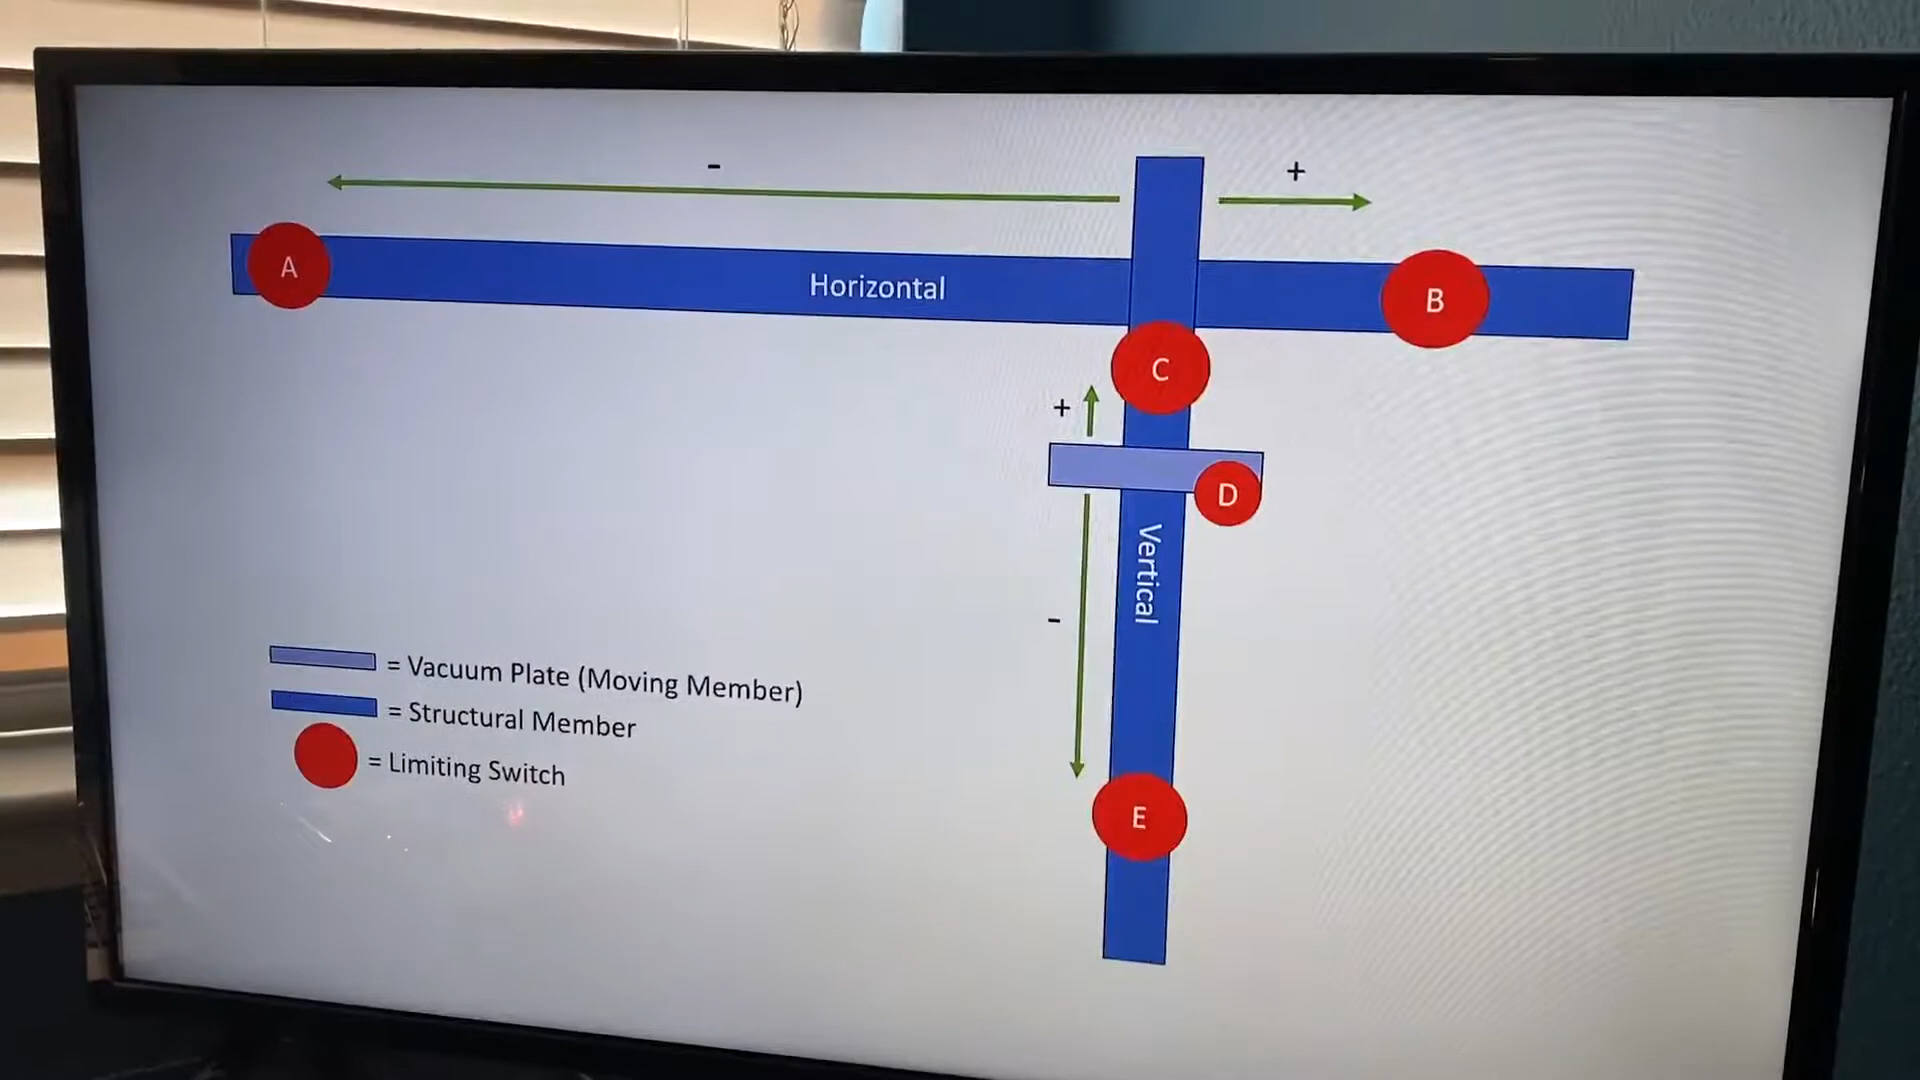 -
+
A
Horizontal
B
C
+
D
Vertical
-
= Vacuum Plate (Moving Member)
= Structural Member
= Limiting Switch
E